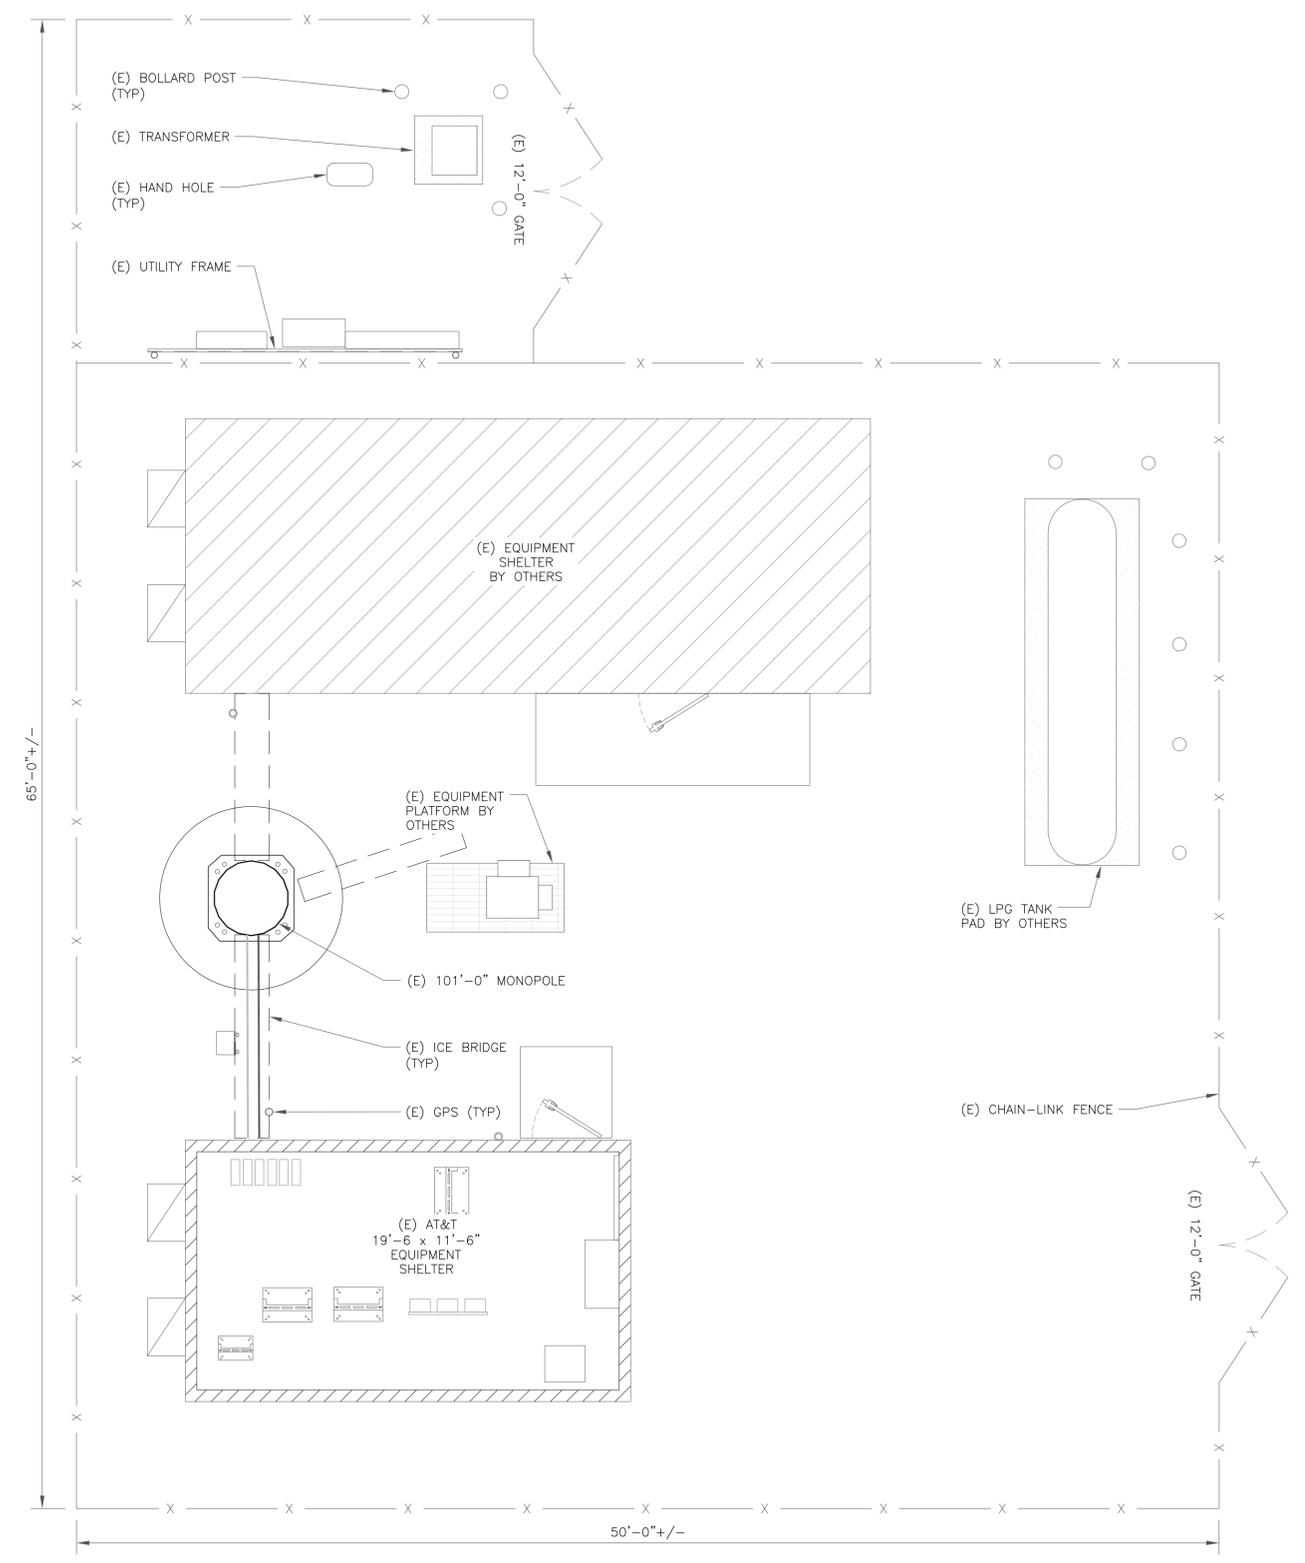 (E) BOLLARD POST
(TYP)
(E) TRANSFORMER
(E) HAND HOLE
(TYP)
(E) 12'-0" GATE
(E) UTILITY FRAME
(E) EQUIPMENT
SHELTER
BY OTHERS
65'-0"+/-
(E) EQUIPMENT
PLATFORM BY
OTHERS
(E) LPG TANK
PAD BY OTHERS
(E) 101'-0" MONOPOLE
(E) ICE BRIDGE
(TYP)
(E) GPS (TYP)
(E) CHAIN-LINK FENCE
(E) AT&T
19'-6 x 11'-6"
EQUIPMENT
SHELTER
(E) 12'-0" GATE
50'-0"+/-